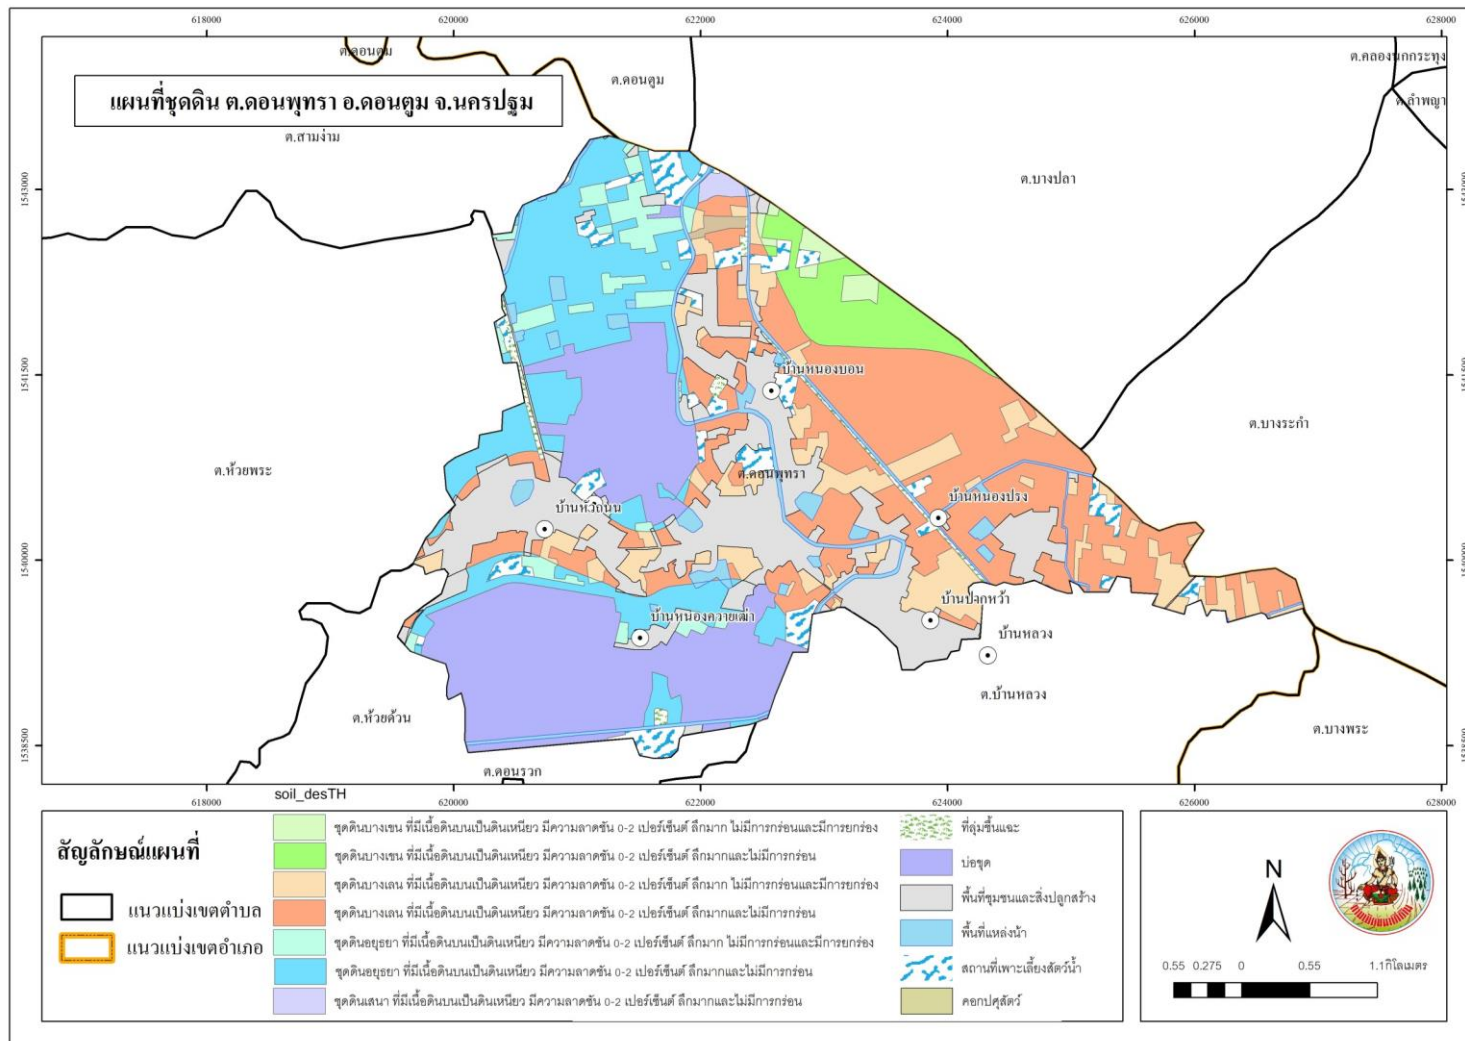 618000 620000 622000 624000 626000 628000
ต.ดอนตูม
ต.คลองนกกระทุง
ต.ดอนตูม
แผนที่ชุดดิน ต.ดอนพุทรา อ.ดอนตูม จ.นครปฐม
ต.ลำพญา
ต.สามง่าม
ต.บางปลา
1543000 1543000
1541500 1541500
บ้านหนองบอน
ต.บางระกำ
ต.ห้วยพระ
ต.ดอนพุทรา
บ้านหนองปรง
บ้านหัวถนน
1540000 1540000
บ้านปลักหว้า
บ้านหนองควายเฒ่า
บ้านหลวง
ต.บ้านหลวง
ต.ห้วยด้วน
ต.บางพระ
1538500 1538500
ต.ดอนรวก
618000 620000 622000 624000 626000 628000
soil_desTH
สัญลักษณ์แผนที่
แนวแบ่งเขตตำบล
แนวแบ่งเขตอำเภอ
ชุดดินบางเขน ที่มีเนื้อดินบนเป็นดินเหนียว มีความลาดชัน 0-2 เปอร์เซ็นต์ ลึกมาก ไม่มีการกร่อนและมีการยกร่อง
ชุดดินบางเขน ที่มีเนื้อดินบนเป็นดินเหนียว มีความลาดชัน 0-2 เปอร์เซ็นต์ ลึกมากและไม่มีการกร่อน
ชุดดินบางเลน ที่มีเนื้อดินบนเป็นดินเหนียว มีความลาดชัน 0-2 เปอร์เซ็นต์ ลึกมาก ไม่มีการกร่อนและมีการยกร่อง
ชุดดินบางเลน ที่มีเนื้อดินบนเป็นดินเหนียว มีความลาดชัน 0-2 เปอร์เซ็นต์ ลึกมากและไม่มีการกร่อน
ชุดดินอยุธยา ที่มีเนื้อดินบนเป็นดินเหนียว มีความลาดชัน 0-2 เปอร์เซ็นต์ ลึกมาก ไม่มีการกร่อนและมีการยกร่อง
ชุดดินอยุธยา ที่มีเนื้อดินบนเป็นดินเหนียว มีความลาดชัน 0-2 เปอร์เซ็นต์ ลึกมากและไม่มีการกร่อน
ชุดดินเสนา ที่มีเนื้อดินบนเป็นดินเหนียว มีความลาดชัน 0-2 เปอร์เซ็นต์ ลึกมากและไม่มีการกร่อน
ที่ลุ่มชื้นแฉะ
บ่อขุด
พื้นที่ชุมชนและสิ่งปลูกสร้าง
พื้นที่แหล่งน้ำ
สถานที่เพาะเลี้ยงสัตว์น้ำ
คอกปศุสัตว์
N
0.55 0.275 0 0.55 1.1กิโลเมตร